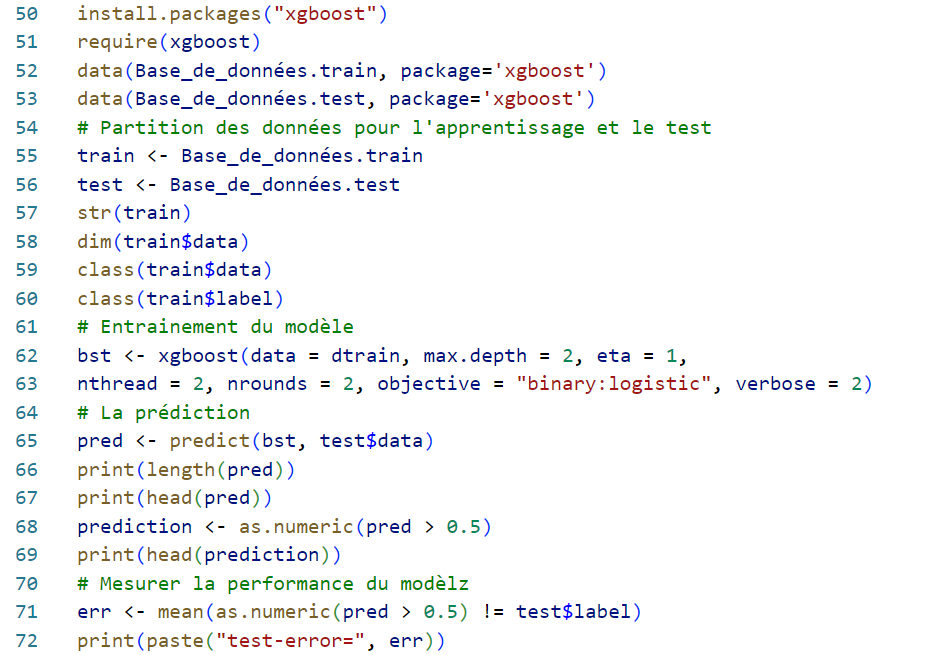 50 install.packages("xgboost")
51 require(xgboost)
52 data(Base_de_données.train, package='xgboost')
53 data(Base_de_données.test, package='xgboost')
54 # Partition des données pour l'apprentissage et le test
55 train <- Base_de_données.train
56 test <- Base_de_données.test
57 str(train)
58 dim(train$data)
59 class(train$data)
60 class(train$label)
61 # Entrainement du modèle
62 bst <- xgboost(data = dtrain, max.depth = 2, eta = 1,
63 nthread = 2, nrounds = 2, objective = "binary:logistic", verbose = 2)
64 # La prédiction
65 pred <- predict(bst, test$data)
66 print(length(pred))
67 print(head(pred))
68 prediction <- as.numeric(pred > 0.5)
69 print(head(prediction))
70 # Mesurer la performance du modèlz
71 err <- mean(as.numeric(pred > 0.5) != test$label)
72 print(paste("test-error=", err))